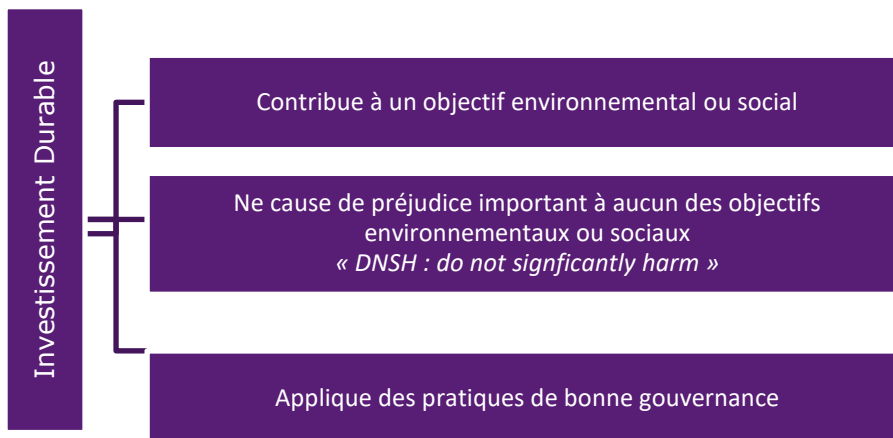 Investissement Durable
Contribue à un objectif environnemental ou social
Ne cause de préjudice important à aucun des objectifs
environnementaux ou sociaux
« DNSH : do not signficantly harm »
Applique des pratiques de bonne gouvernance